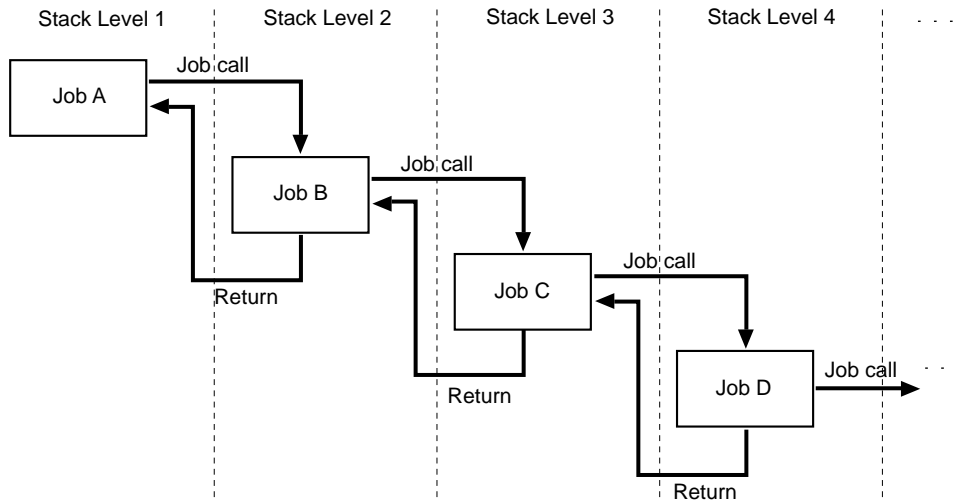 Stack Level 1
Stack Level 2
Stack Level 3
Stack Level 4
. . .
Job call
Job A
Job call
Job B
Job call
Job C
Return
Job call
. .
Job D
Return
Return